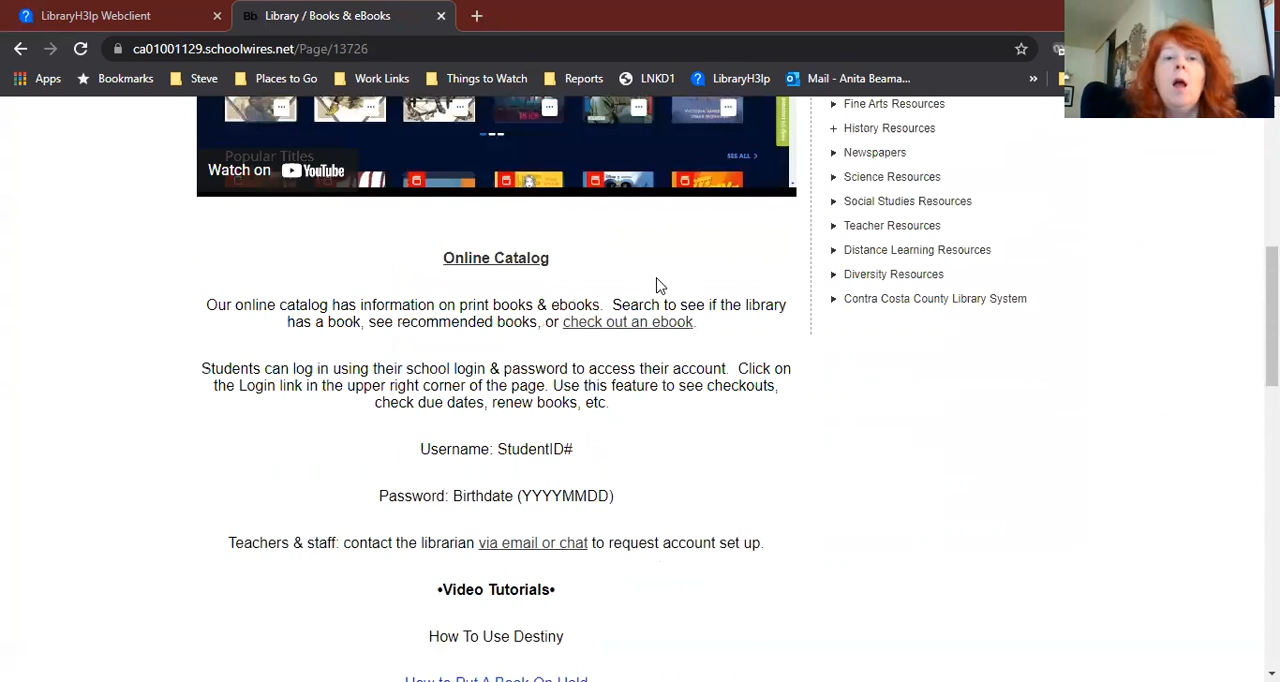 LibraryH3lp Webclient
Bb Library / Books & eBooks
ca01001129.schoolwires.net/Page/13726
Apps Bookmarks Steve Places to Go Work Links Things to Watch Reports LNKD1 LibraryH3lp Mail - Anita Beama... »
Popular Titles
SEE ALL
Watch on YouTube
Online Catalog
Our online catalog has information on print books & ebooks. Search to see if the library
has a book, see recommended books, or check out an ebook.
Students can log in using their school login & password to access their account. Click on
the Login link in the upper right corner of the page. Use this feature to see checkouts,
check due dates, renew books, etc.
Username: StudentID#
Password: Birthdate (YYYYMMDD)
Teachers & staff: contact the librarian via email or chat to request account set up.
•Video Tutorials•
How To Use Destiny
How to Put A Book On Hold
Fine Arts Resources
History Resources
Newspapers
Science Resources
Social Studies Resources
Teacher Resources
Distance Learning Resources
Diversity Resources
Contra Costa County Library System